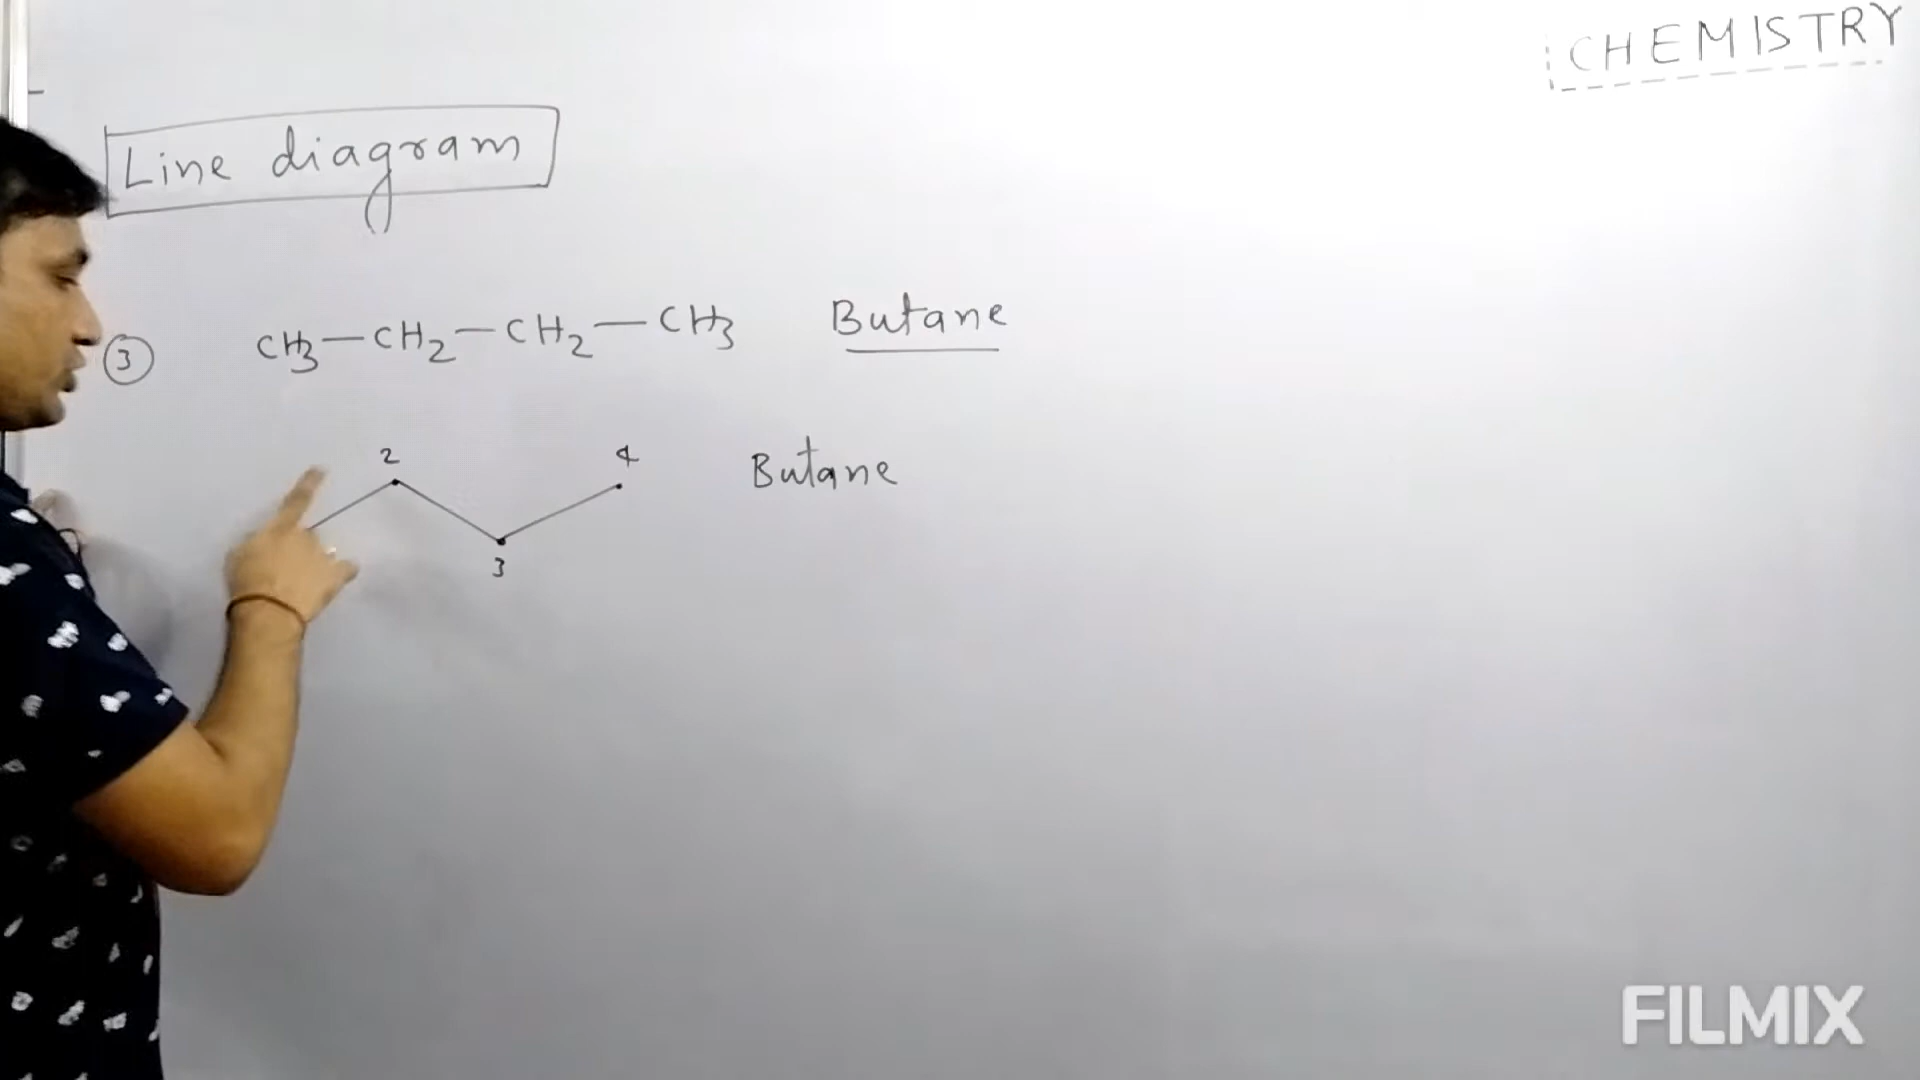 CHEMISTRY
Line diagram
3 CH3-CH2-CH2-CH3 Butane
2 4 Butane
3
FILMIX